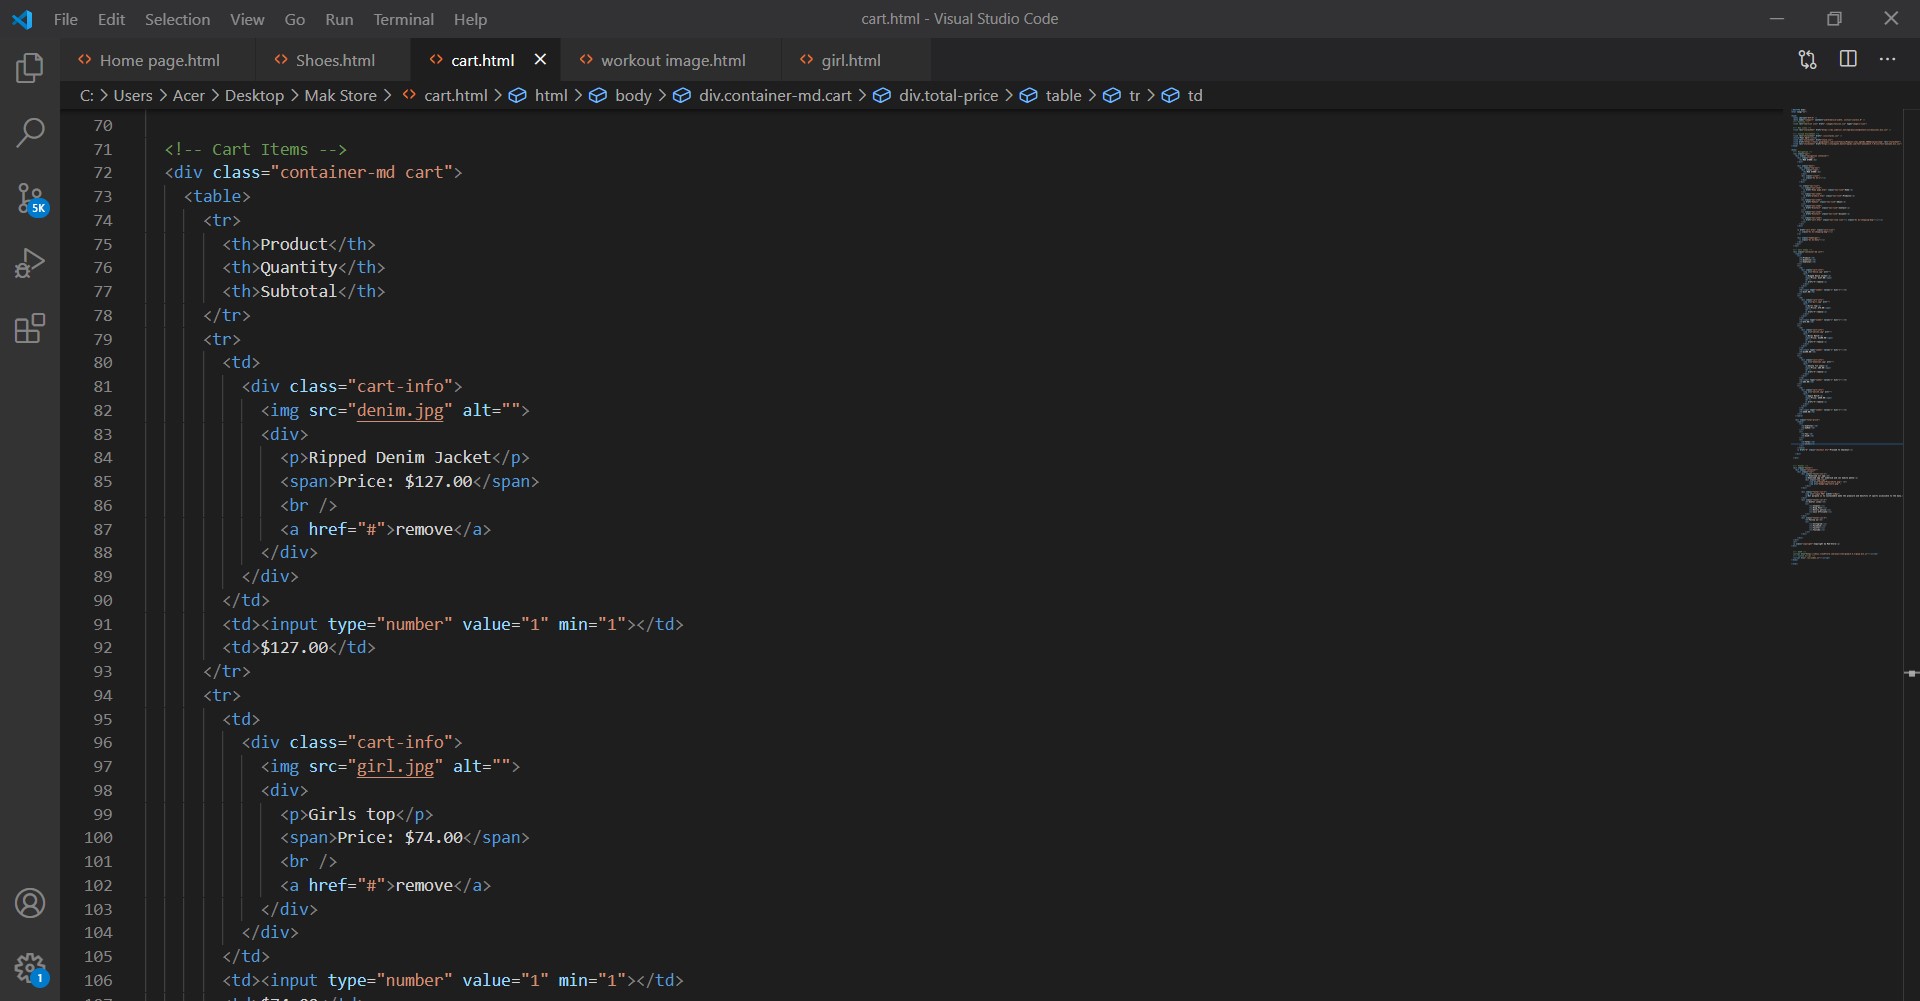 File Edit Selection View Go Run Terminal Help cart.html - Visual Studio Code
Home page.html Shoes.html cart.html workout image.html girl.html
C: > Users > Acer > Desktop > Mak Store > cart.html > html > body > div.container-md.cart > div.total-price > table > tr > td
70
71 <!-- Cart Items -->
72 <div class="container-md cart">
73 <table>
74 <tr>
75 <th>Product</th>
76 <th>Quantity</th>
77 <th>Subtotal</th>
78 </tr>
79 <tr>
80 <td>
81 <div class="cart-info">
82 <img src="denim.jpg" alt="">
83 <div>
84 <p>Ripped Denim Jacket</p>
85 <span>Price: $127.00</span>
86 <br />
87 <a href="#">remove</a>
88 </div>
89 </div>
90 </td>
91 <td><input type="number" value="1" min="1"></td>
92 <td>$127.00</td>
93 </tr>
94 <tr>
95 <td>
96 <div class="cart-info">
97 <img src="girl.jpg" alt="">
98 <div>
99 <p>Girls top</p>
100 <span>Price: $74.00</span>
101 <br />
102 <a href="#">remove</a>
103 </div>
104 </div>
105 </td>
106 <td><input type="number" value="1" min="1"></td>
107 <td>$74.00</td>
5K
1